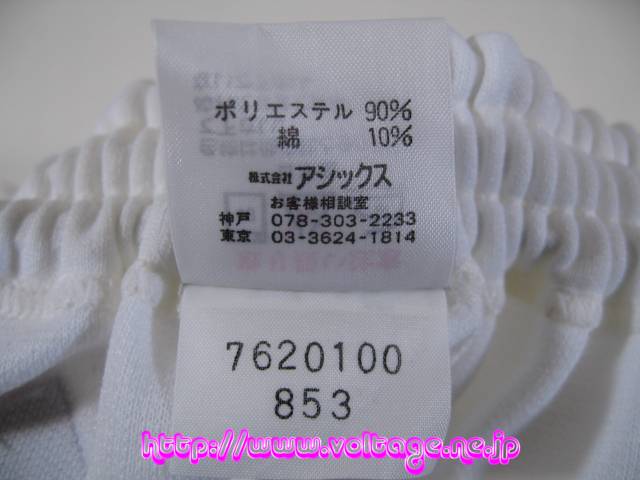 ポリエステル 90%
綿 10%
株式会社 アシックス
お客様相談室
神戸 078-303-2233
東京 03-3624-1814
7620100
853
http://www.voltage.ne.jp